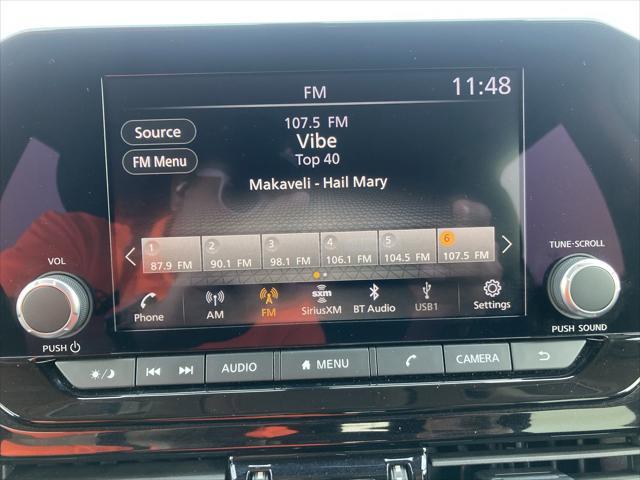 FM 11:48
Source
107.5 FM
Vibe
FM Menu
Top 40
Makaveli - Hail Mary
1 2 3 4 5 6
87.9 FM 90.1 FM 98.1 FM 106.1 FM 104.5 FM 107.5 FM
Phone AM FM sxm SiriusXM BT Audio USB1 Settings
VOL
PUSH
TUNE·SCROLL
PUSH SOUND
AUDIO MENU CAMERA